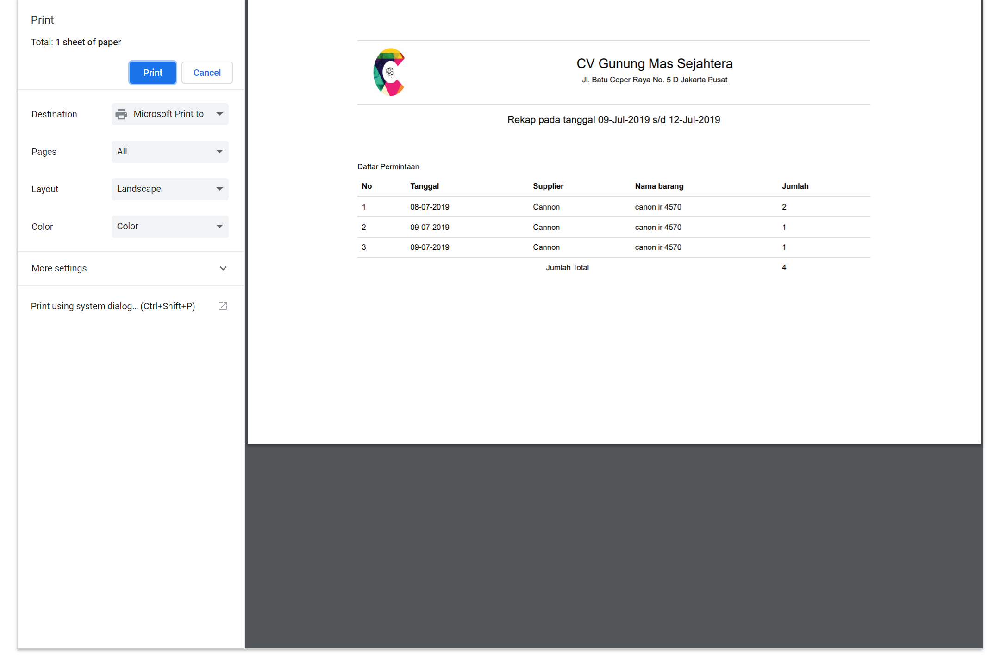 Print
Total: 1 sheet of paper
Print
Cancel
Destination
Microsoft Print to
Pages
All
Layout
Landscape
Color
Color
More settings
Print using system dialog... (Ctrl+Shift+P)
CV Gunung Mas Sejahtera
Jl. Batu Ceper Raya No. 5 D Jakarta Pusat
Rekap pada tanggal 09-Jul-2019 s/d 12-Jul-2019
Daftar Permintaan
No Tanggal Supplier Nama barang Jumlah
1 08-07-2019 Cannon canon ir 4570 2
2 09-07-2019 Cannon canon ir 4570 1
3 09-07-2019 Cannon canon ir 4570 1
Jumlah Total 4